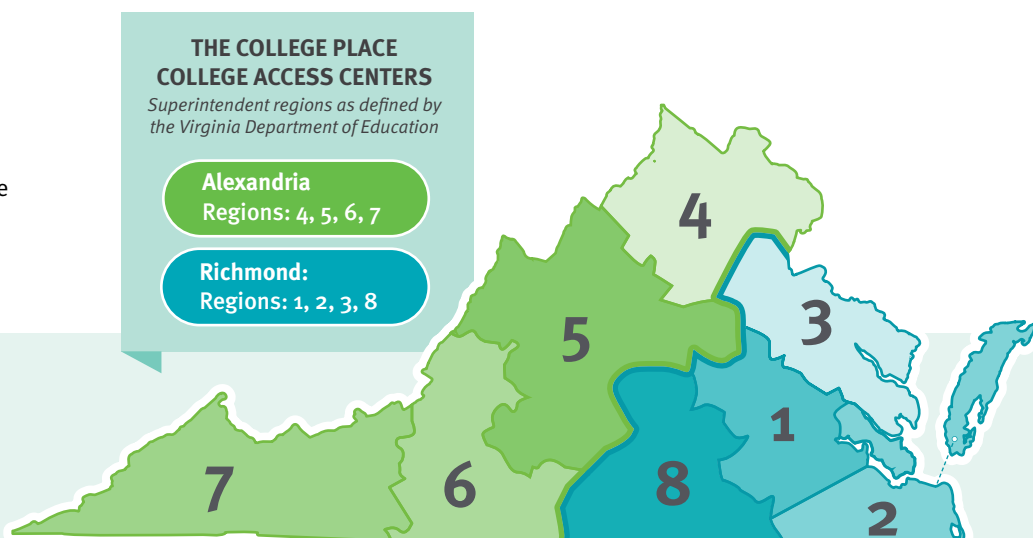 THE COLLEGE PLACE
COLLEGE ACCESS CENTERS
Superintendent regions as defined by
the Virginia Department of Education
e
Alexandria
Regions: 4, 5, 6, 7
Richmond:
Regions: 1, 2, 3, 8
4
3
5
1
7
6
8
2